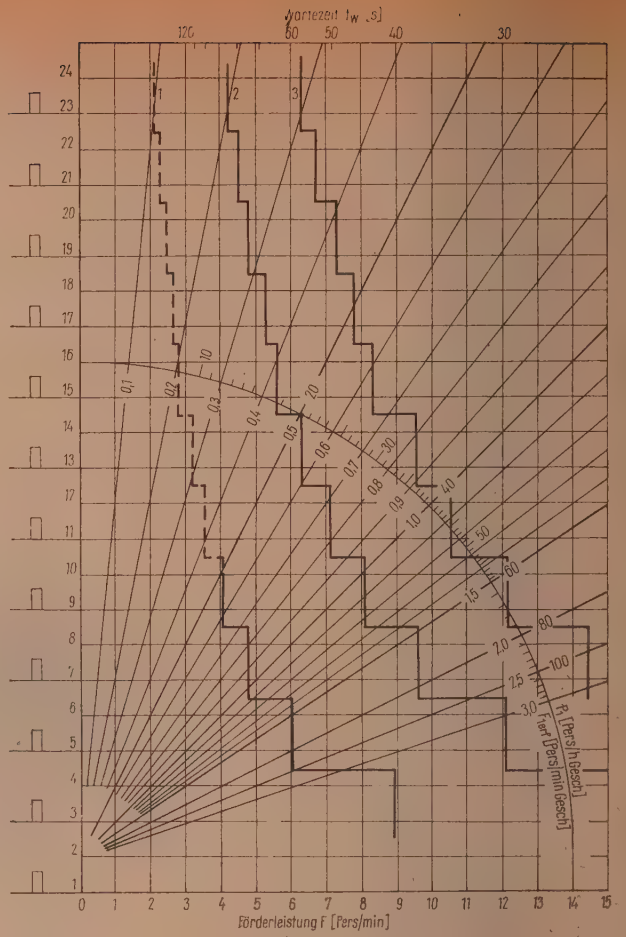 Wartezeit tw [s]
120 60 50 40 30
24
23
22
21
20
19
18
17
16
15
14
13
17
11
10
9
8
7
6
5
4
3
2
1
1 2 3
10 20 30 40 50 60 80 100
0,1 0,2 0,3 0,4 0,5 0,6 0,7 0,8 0,9 1,0 1,5 2,0 2,5 3,0
P1 [Pers/h Gesch]
F1erf [Pers/min Gesch]
0 1 2 3 4 5 6 7 8 9 10 11 12 13 14 15
Förderleistung F [Pers/min]